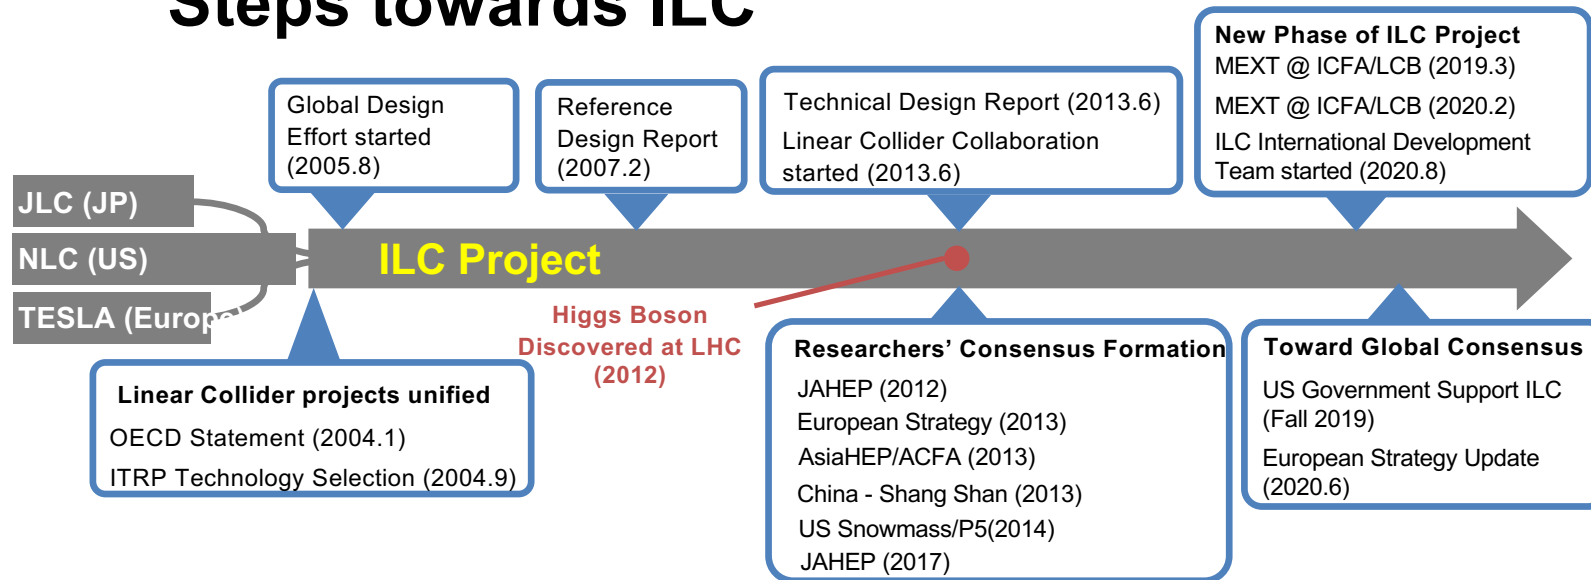 Steps towards ILC
New Phase of ILC Project
MEXT @ ICFA/LCB (2019.3)
MEXT @ ICFA/LCB (2020.2)
ILC International Development
Team started (2020.8)
Global Design
Effort started
(2005.8)
Reference
Design Report
(2007.2)
Technical Design Report (2013.6)
Linear Collider Collaboration
started (2013.6)
JLC (JP)
NLC (US)
TESLA (Europe)
ILC Project
Higgs Boson
Discovered at LHC
(2012)
Linear Collider projects unified
OECD Statement (2004.1)
ITRP Technology Selection (2004.9)
Researchers’ Consensus Formation
JAHEP (2012)
European Strategy (2013)
AsiaHEP/ACFA (2013)
China - Shang Shan (2013)
US Snowmass/P5(2014)
JAHEP (2017)
Toward Global Consensus
US Government Support ILC
(Fall 2019)
European Strategy Update
(2020.6)